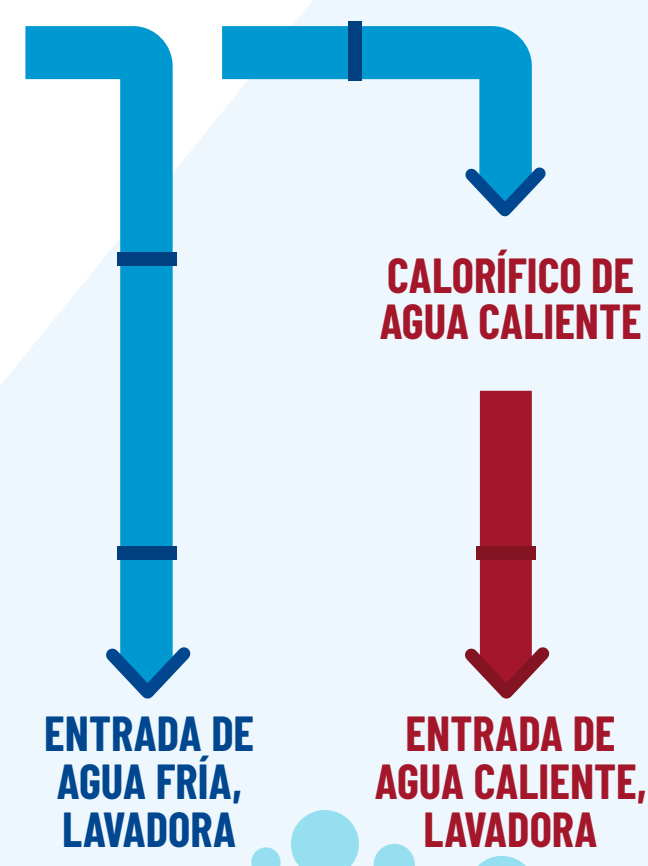 CALORÍFICO DE
AGUA CALIENTE
ENTRADA DE
AGUA FRÍA,
LAVADORA
ENTRADA DE
AGUA CALIENTE,
LAVADORA